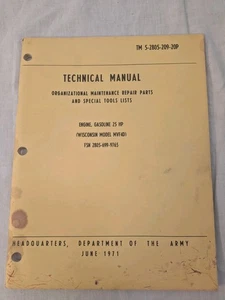 TM 5-2805-209-20P
TECHNICAL MANUAL
ORGANIZATIONAL MAINTENANCE REPAIR PARTS
AND SPECIAL TOOLS LISTS
ENGINE, GASOLINE 25 HP
(WISCONSIN MODEL MVF4D)
FSN 2805-699-9765
HEADQUARTERS, DEPARTMENT OF THE ARMY
JUNE 1971